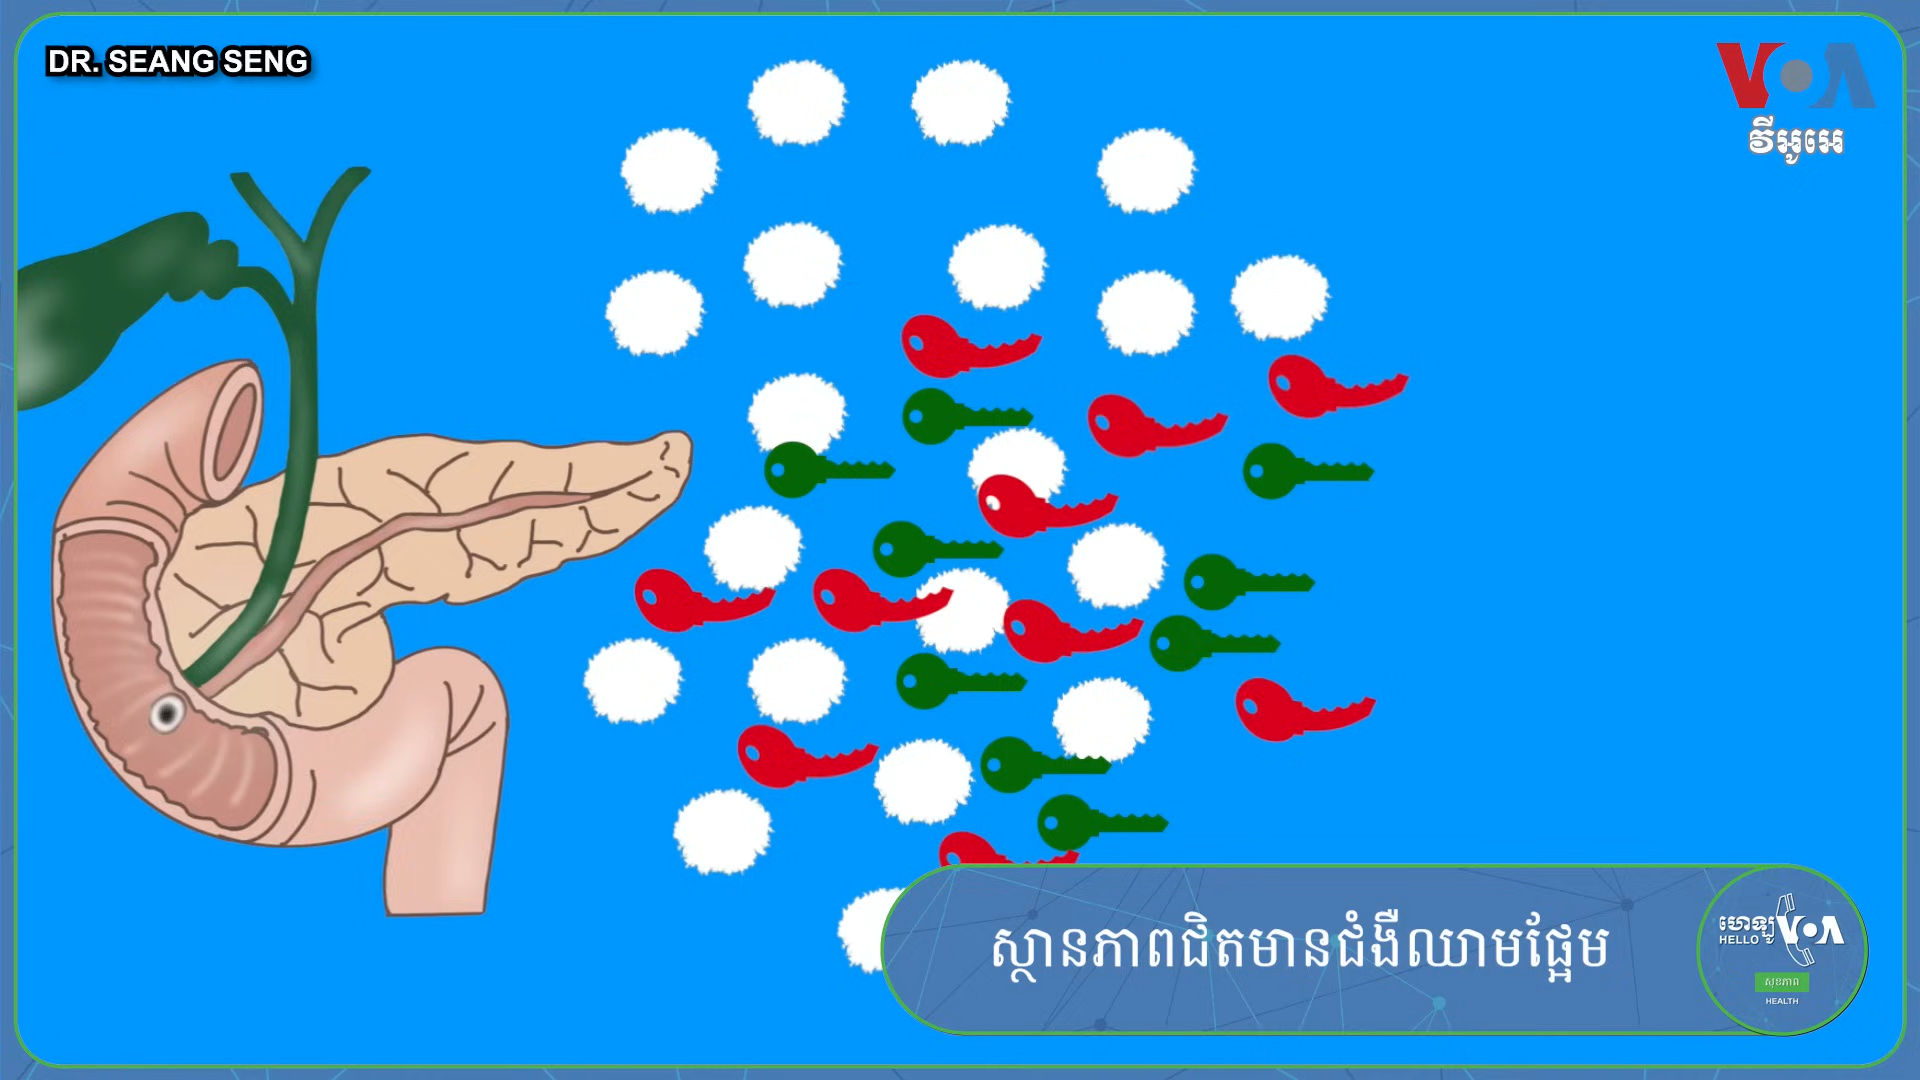 DR. SEANG SENG
VOA
វីអូអេ
ស្ថានភាពជិតមានជំងឺឈាមផ្អែម
ហេឡូ VOA
HELLO
សុខភាព
HEALTH